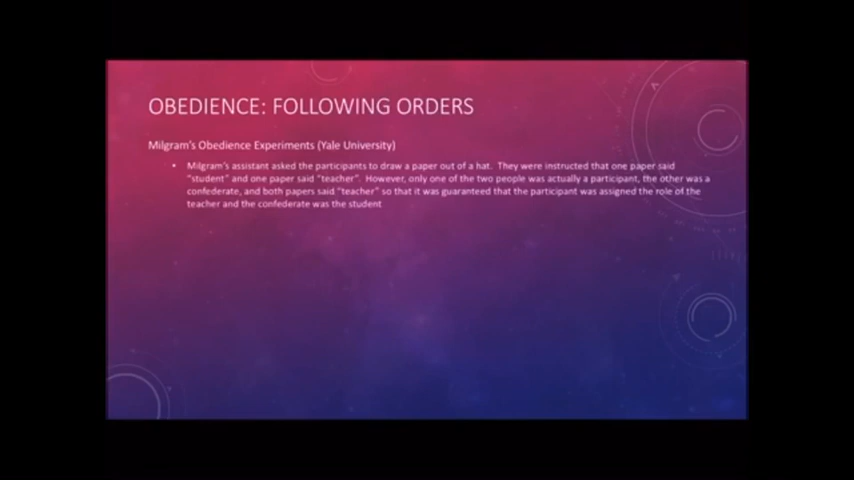 OBEDIENCE: FOLLOWING ORDERS
Milgram's Obedience Experiments (Yale University)
• Milgram's assistant asked the participants to draw a paper out of a hat. They were instructed that one paper said
"student" and one paper said "teacher". However, only one of the two people was actually a participant, the other was a
confederate, and both papers said "teacher" so that it was guaranteed that the participant was assigned the role of the
teacher and the confederate was the student